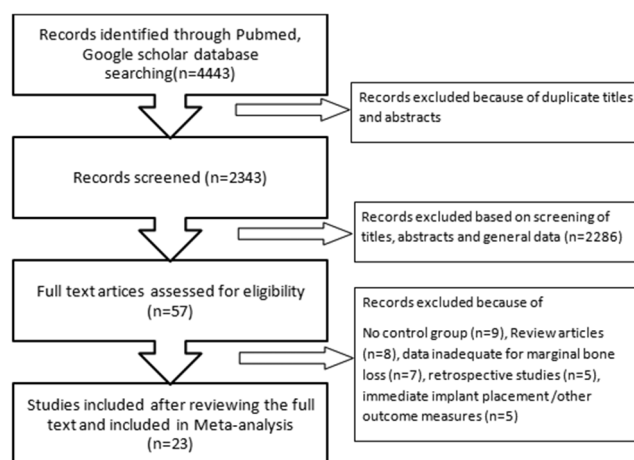 Records identified through Pubmed,
Google scholar database
searching(n=4443)
Records excluded because of duplicate titles
and abstracts
Records screened (n=2343)
Records excluded based on screening of
titles, abstracts and general data (n=2286)
Full text artices assessed for eligibility
(n=57)
Records excluded because of
No control group (n=9), Review articles
(n=8), data inadequate for marginal bone
loss (n=7), retrospective studies (n=5),
immediate implant placement /other
outcome measures (n=5)
Studies included after reviewing the full
text and included in Meta-analysis
(n=23)